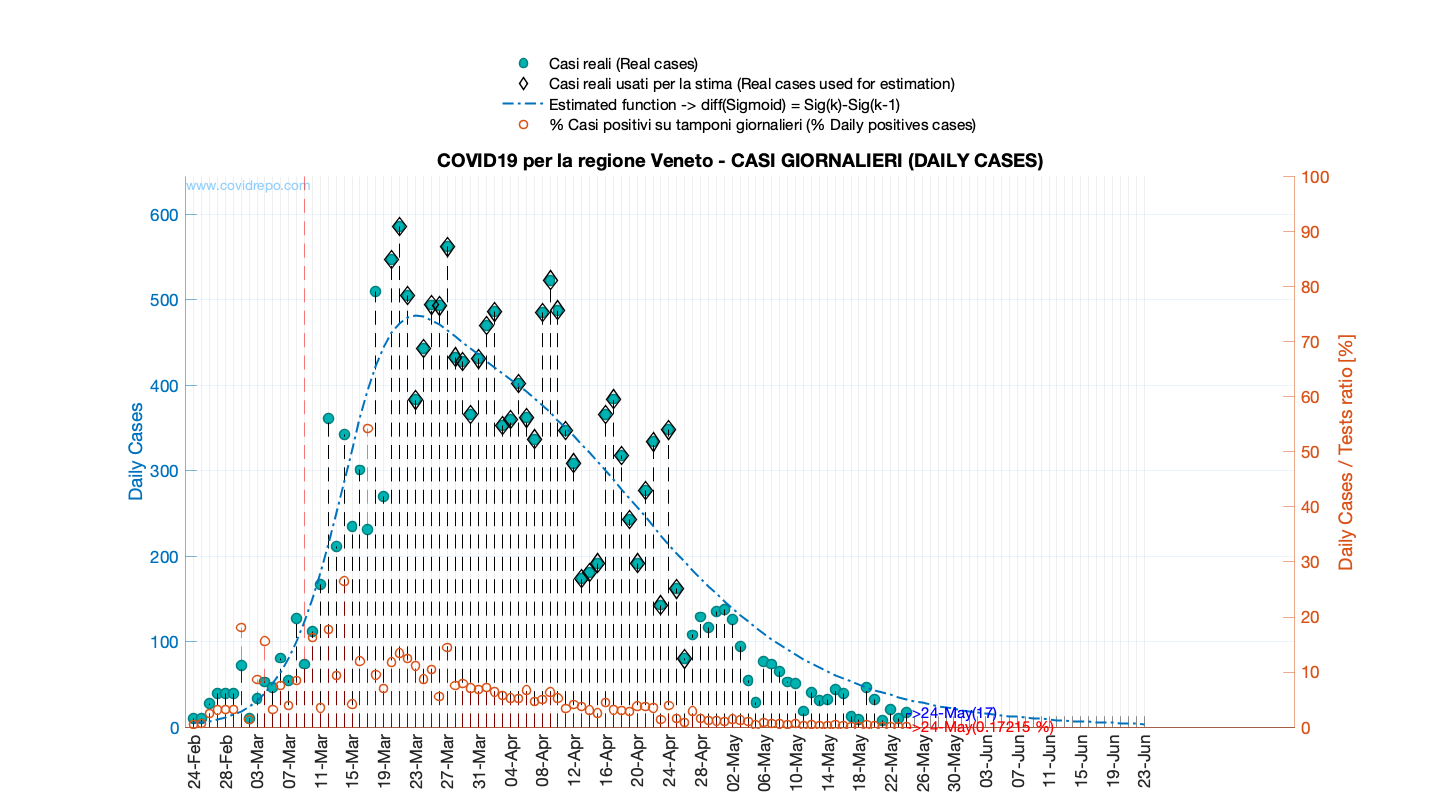 Casi reali (Real cases)
Casi reali usati per la stima (Real cases used for estimation)
Estimated function -> diff(Sigmoid) = Sig(k)-Sig(k-1)
% Casi positivi su tamponi giornalieri (% Daily positives cases)
COVID19 per la regione Veneto - CASI GIORNALIERI (DAILY CASES)
www.covidrepo.com
Daily Cases
600
500
400
300
200
100
0
100
90
80
70
60
50
40
30
20
10
0
Daily Cases / Tests ratio [%]
>24-May(17)
>24-May(0.17215 %)
24-Feb
28-Feb
03-Mar
07-Mar
11-Mar
15-Mar
19-Mar
23-Mar
27-Mar
31-Mar
04-Apr
08-Apr
12-Apr
16-Apr
20-Apr
24-Apr
28-Apr
02-May
06-May
10-May
14-May
18-May
22-May
26-May
30-May
03-Jun
07-Jun
11-Jun
15-Jun
19-Jun
23-Jun